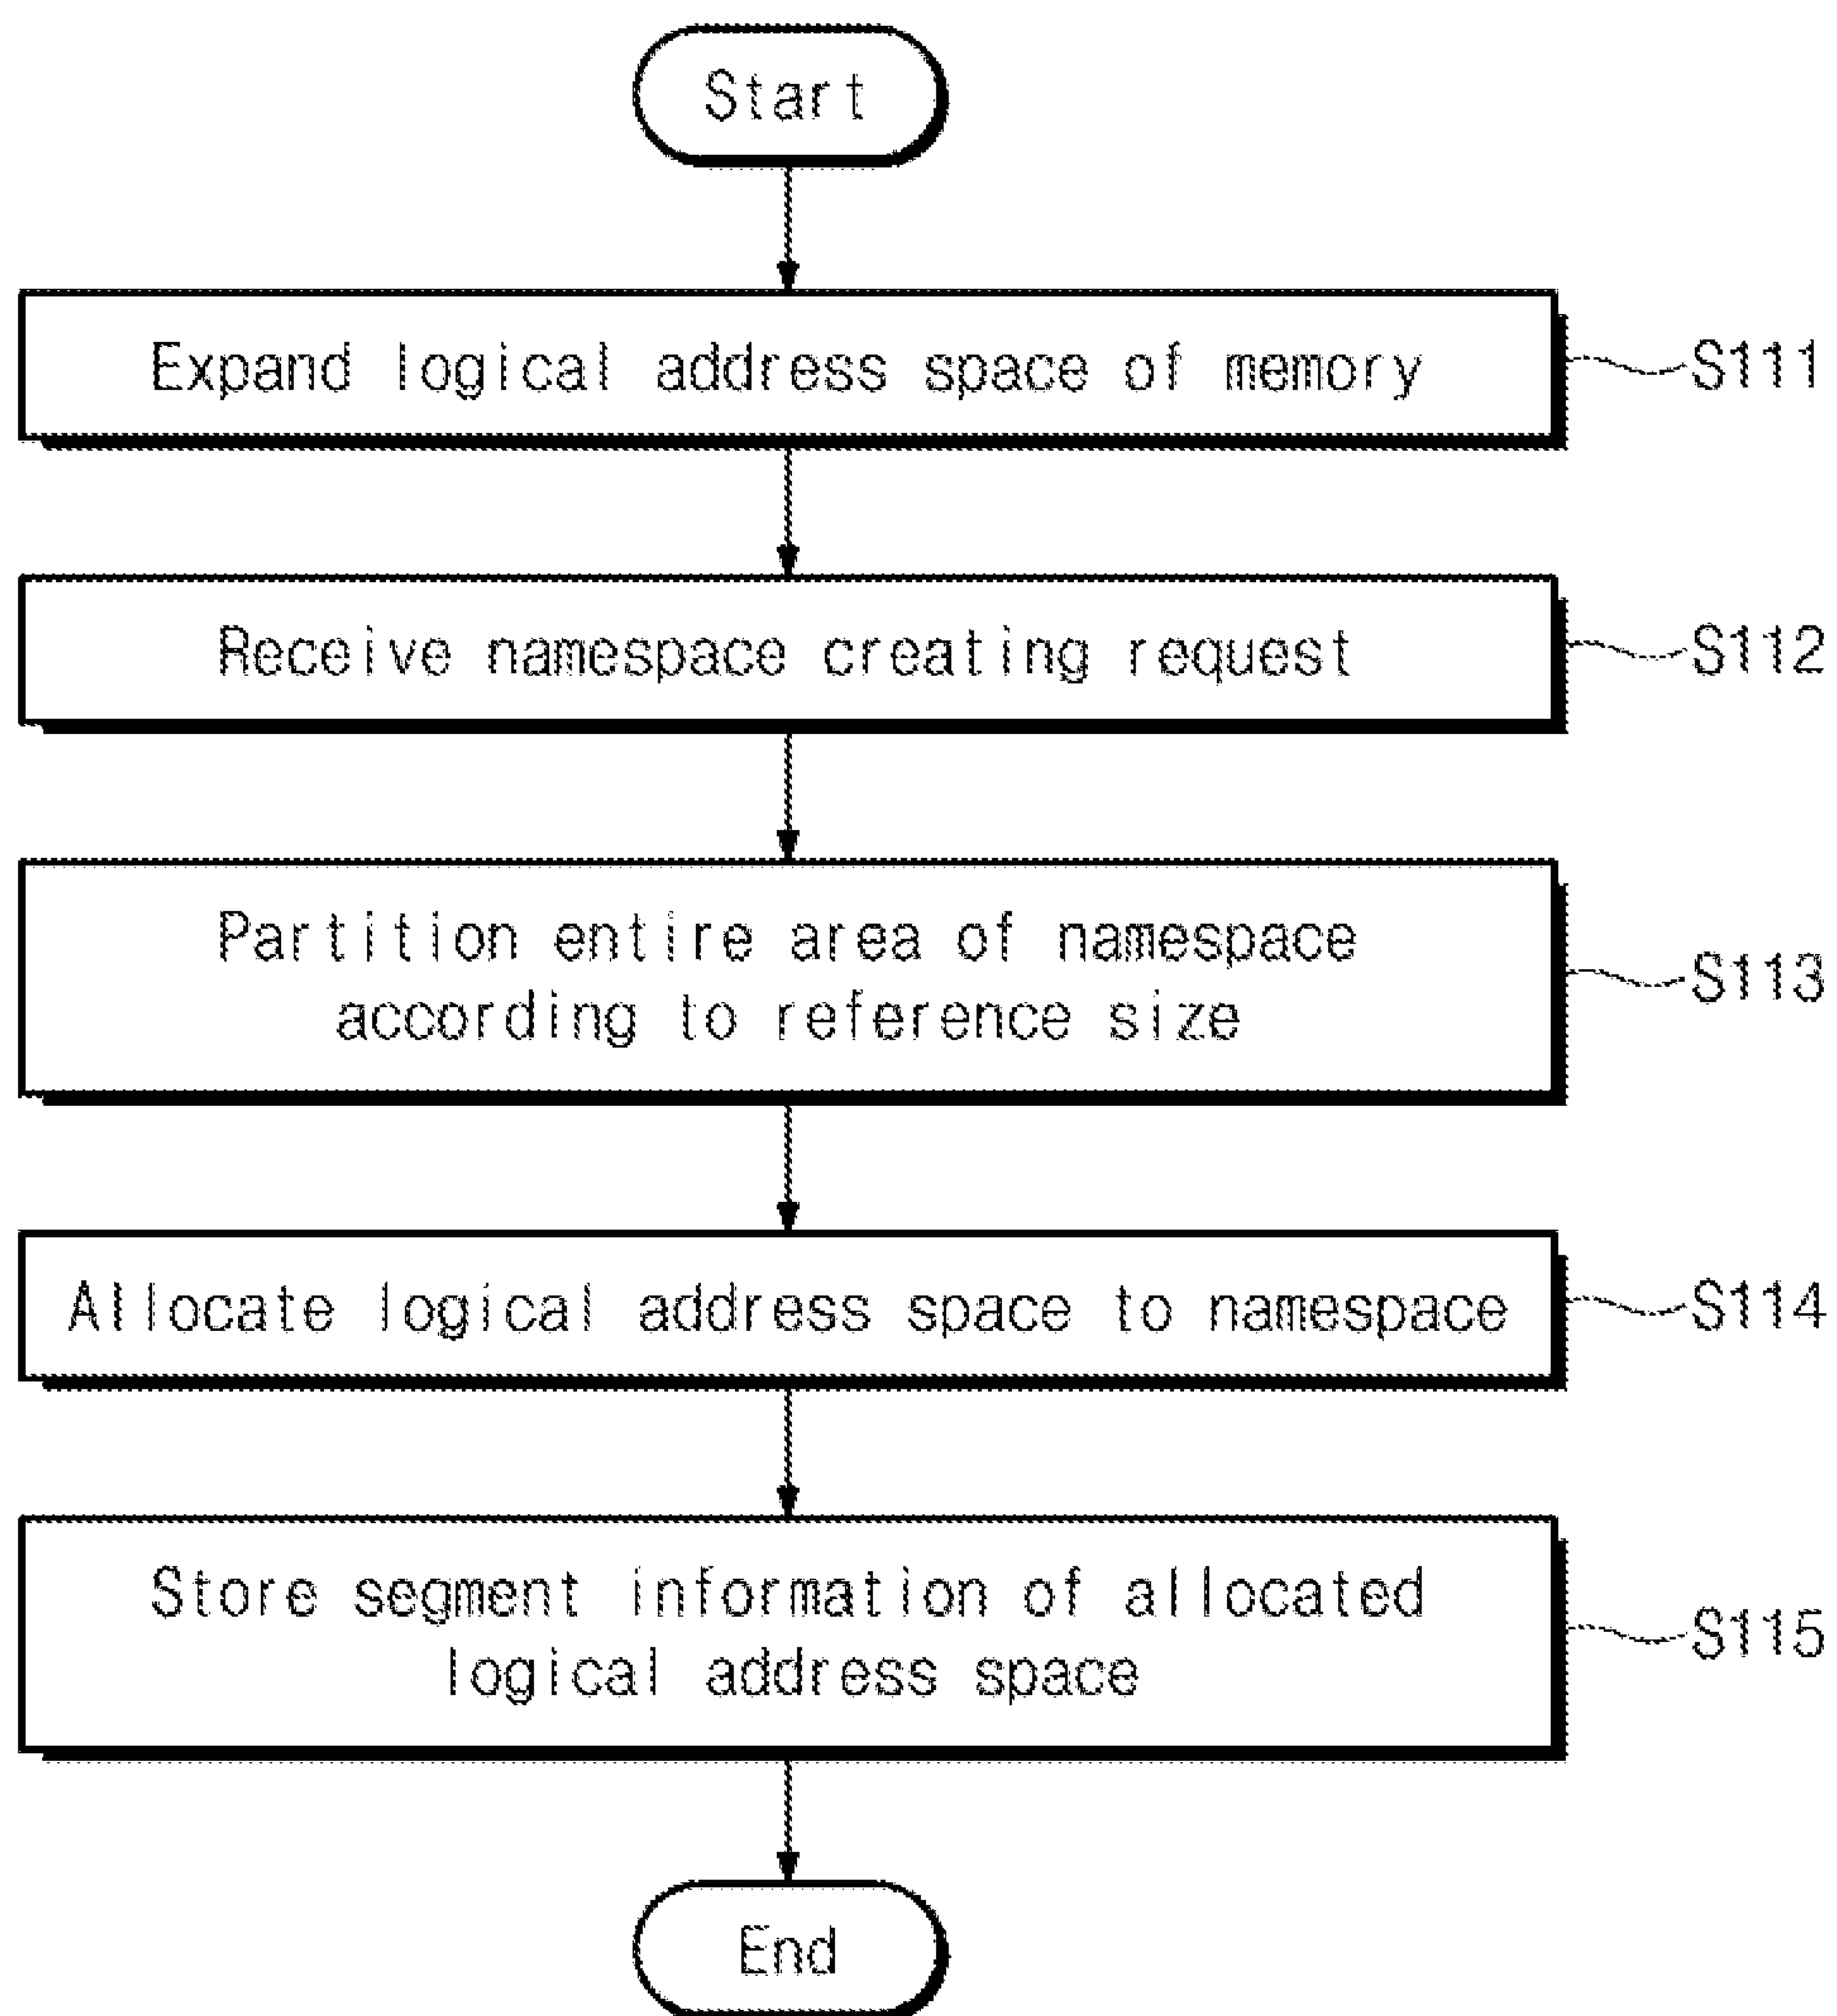 Start
Expand logical address space of memory
S111
Receive namespace creating request
S112
Partition entire area of namespace
according to reference size
S113
Allocate logical address space to namespace
S114
Store segment information of allocated
logical address space
S115
End